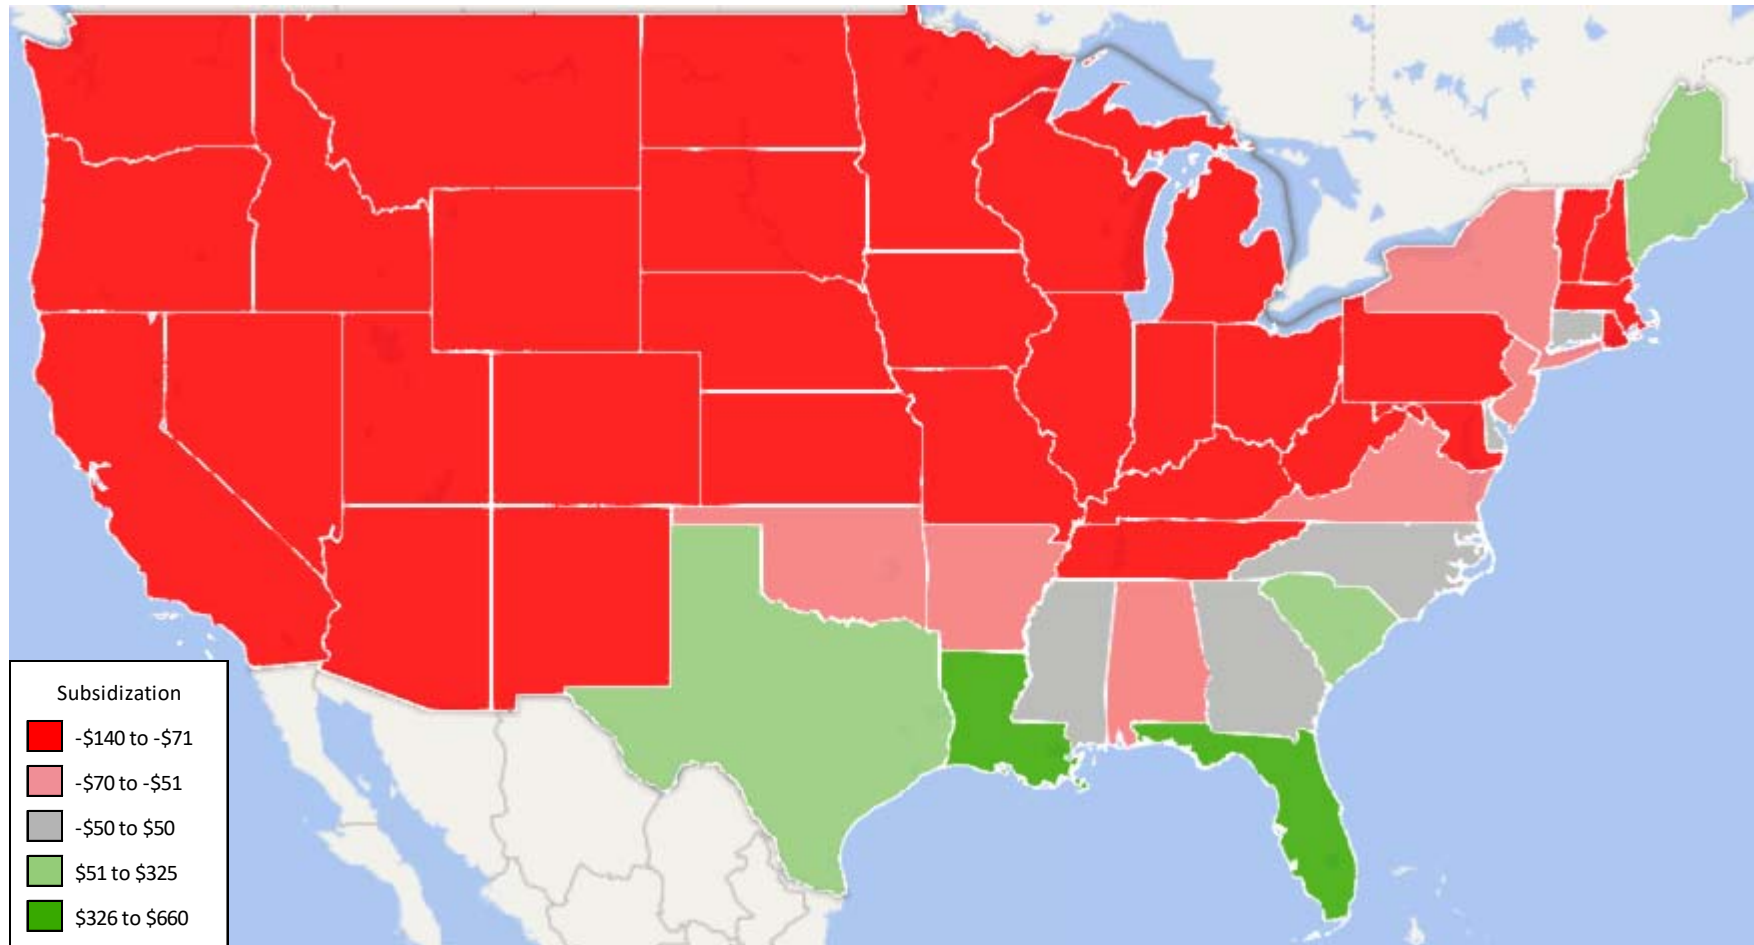 Subsidization
-$140 to -$71
-$70 to -$51
-$50 to $50
$51 to $325
$326 to $660